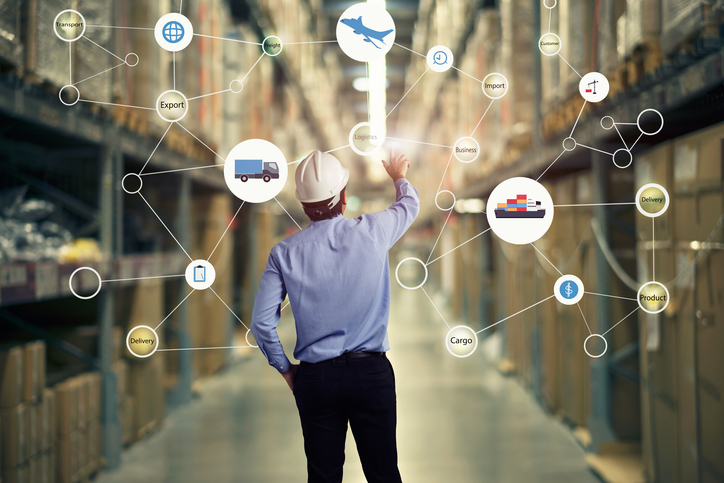 Transport
Freight
Customer
Import
Export
Logistics
Business
Delivery
Product
Delivery
Cargo